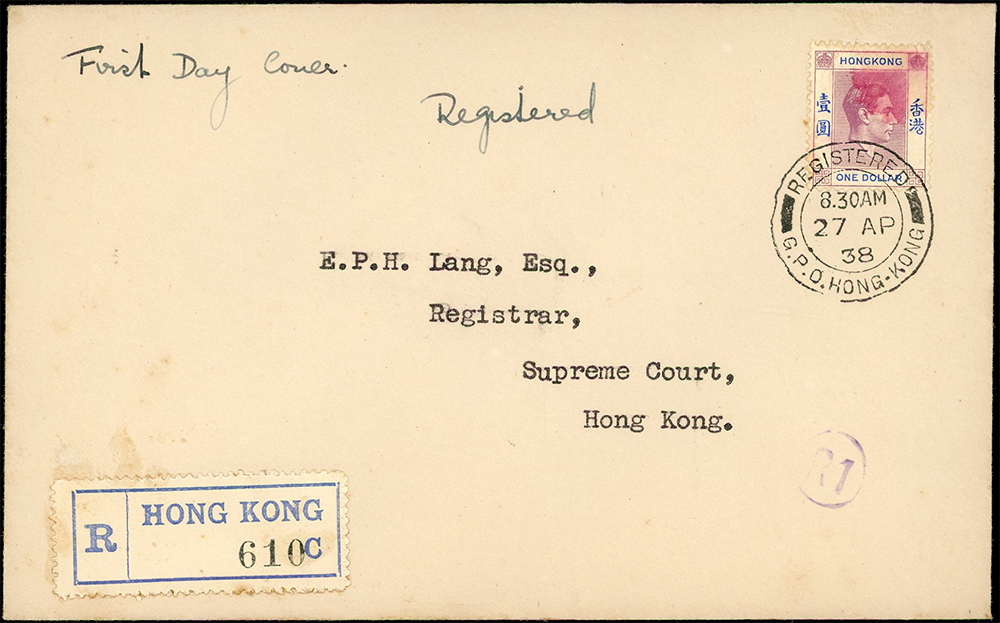 First Day Cover.
Registered
HONGKONG
壹圓
香港
ONE DOLLAR
REGISTERED,
8.30AM
27 AP
38
G.P.O. HONG-KONG
E.P.H. Lang, Esq.,
Registrar,
Supreme Court,
Hong Kong.
R1
R
HONG KONG
610C